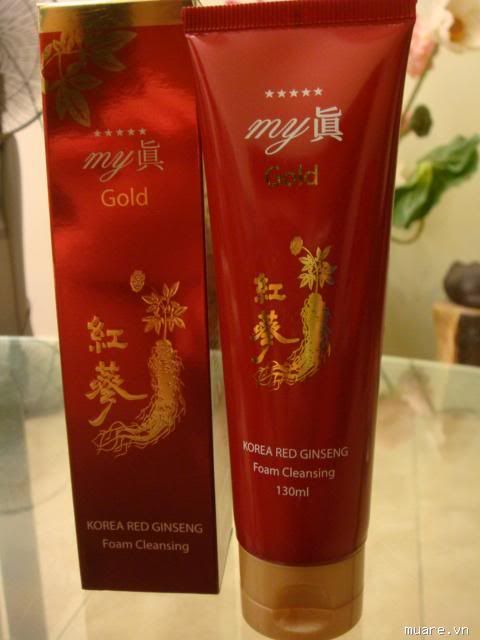 ★★★★★
my眞
Gold
紅蔘
KOREA RED GINSENG
Foam Cleansing
★★★★★
my眞
Gold
紅蔘
KOREA RED GINSENG
Foam Cleansing
130ml
muare.vn